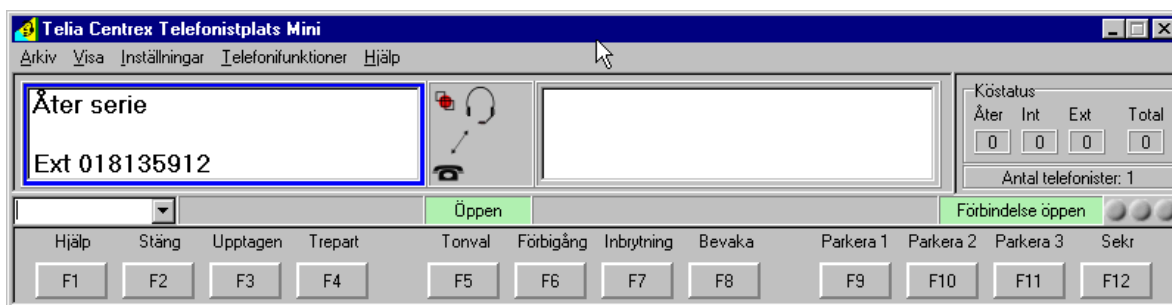 Telia Centrex Telefonistplats Mini
Arkiv Visa Inställningar Telefonifunktioner Hjälp
Åter serie
Ext 018135912
Köstatus
Åter Int Ext Total
0 0 0 0
Antal telefonister: 1
Öppen Förbindelse öppen
Hjälp Stäng Upptagen Trepart Tonval Förbigång Inbrytning Bevaka Parkera 1 Parkera 2 Parkera 3 Sekr
F1 F2 F3 F4 F5 F6 F7 F8 F9 F10 F11 F12